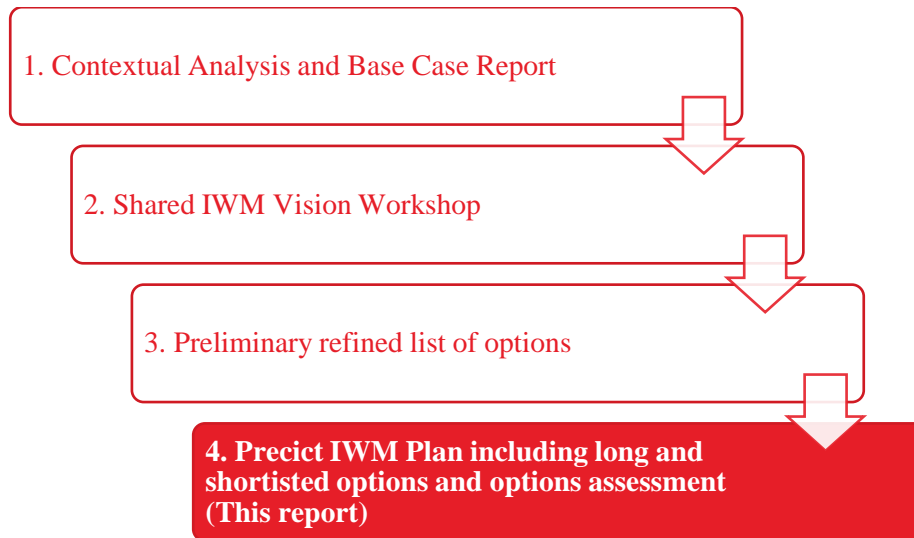 1. Contextual Analysis and Base Case Report
2. Shared IWM Vision Workshop
3. Preliminary refined list of options
4. Precict IWM Plan including long and
shortisted options and options assessment
(This report)